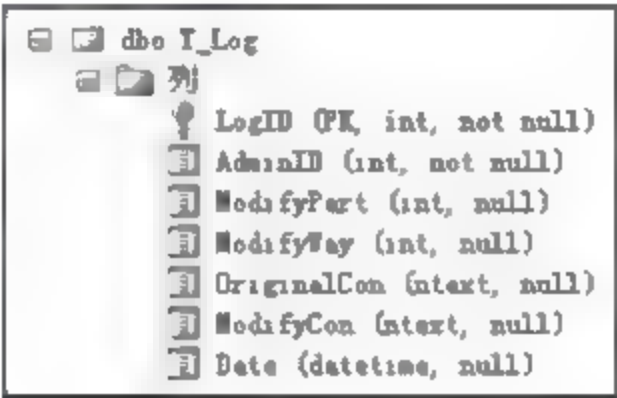 dbo T_Log
列
LogID (PK, int, not null)
AdminID (int, not null)
ModifyPart (int, null)
ModifyWay (int, null)
OriginalCon (ntext, null)
ModifyCon (ntext, null)
Date (datetime, null)